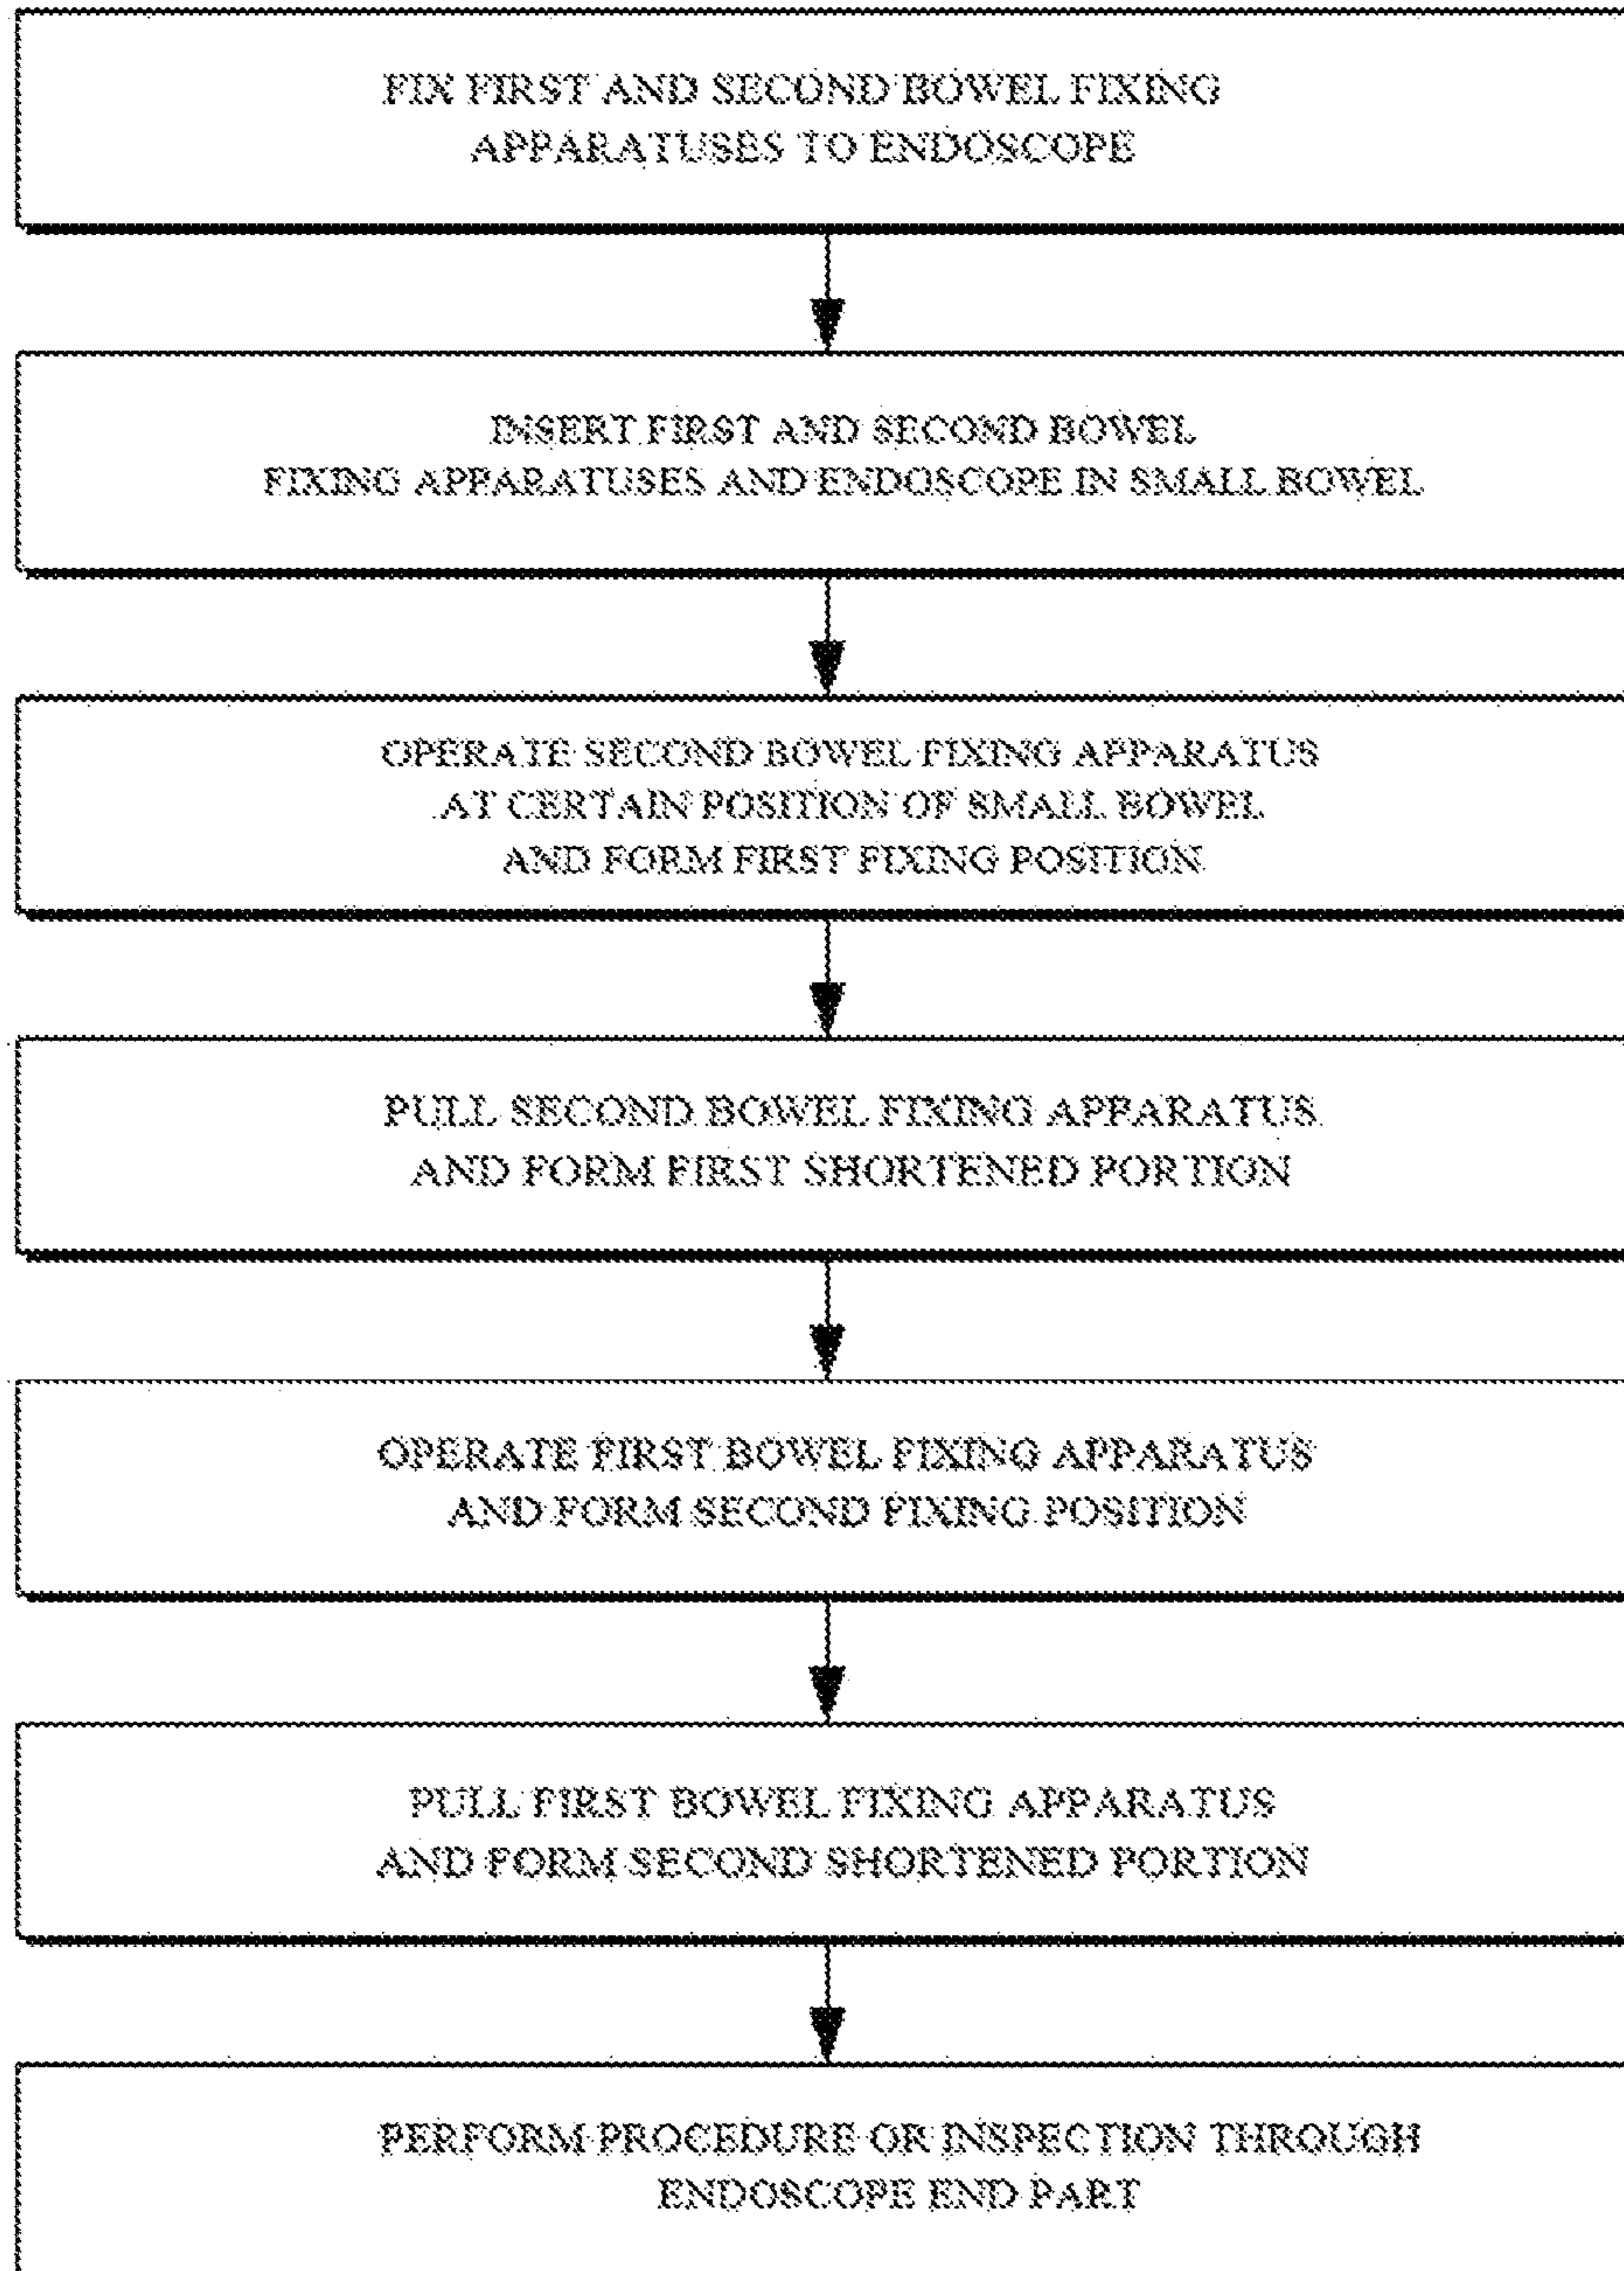 FIX FIRST AND SECOND BOWEL FIXING
APPARATUSES TO ENDOSCOPE
INSERT FIRST AND SECOND BOWEL
FIXING APPARATUSES AND ENDOSCOPE IN SMALL BOWEL
OPERATE SECOND BOWEL FIXING APPARATUS
AT CERTAIN POSITION OF SMALL BOWEL
AND FORM FIRST FIXING POSITION
PULL SECOND BOWEL FIXING APPARATUS
AND FORM FIRST SHORTENED PORTION
OPERATE FIRST BOWEL FIXING APPARATUS
AND FORM SECOND FIXING POSITION
PULL FIRST BOWEL FIXING APPARATUS
AND FORM SECOND SHORTENED PORTION
PERFORM PROCEDURE OR INSPECTION THROUGH
ENDOSCOPE END PART